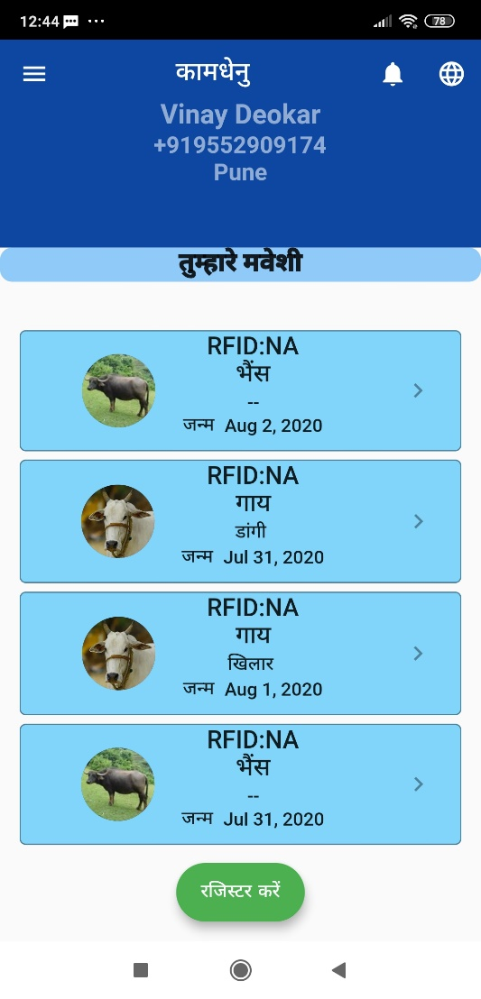 12:44
78
कामधेनु
Vinay Deokar
+919552909174
Pune
तुम्हारे मवेशी
RFID:NA
भैंस
--
जन्म Aug 2, 2020
RFID:NA
गाय
डांगी
जन्म Jul 31, 2020
RFID:NA
गाय
खिलार
जन्म Aug 1, 2020
RFID:NA
भैंस
--
जन्म Jul 31, 2020
रजिस्टर करें